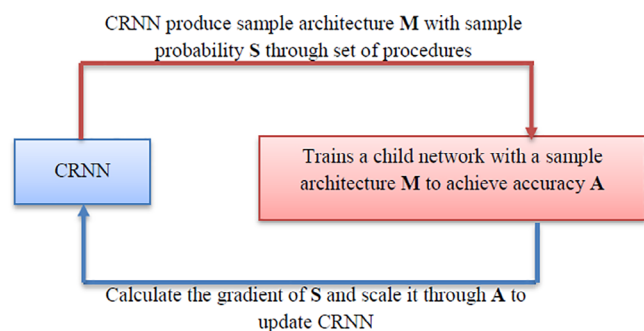 CRNN produce sample architecture M with sample
probability S through set of procedures
CRNN
Trains a child network with a sample
architecture M to achieve accuracy A
Calculate the gradient of S and scale it through A to
update CRNN